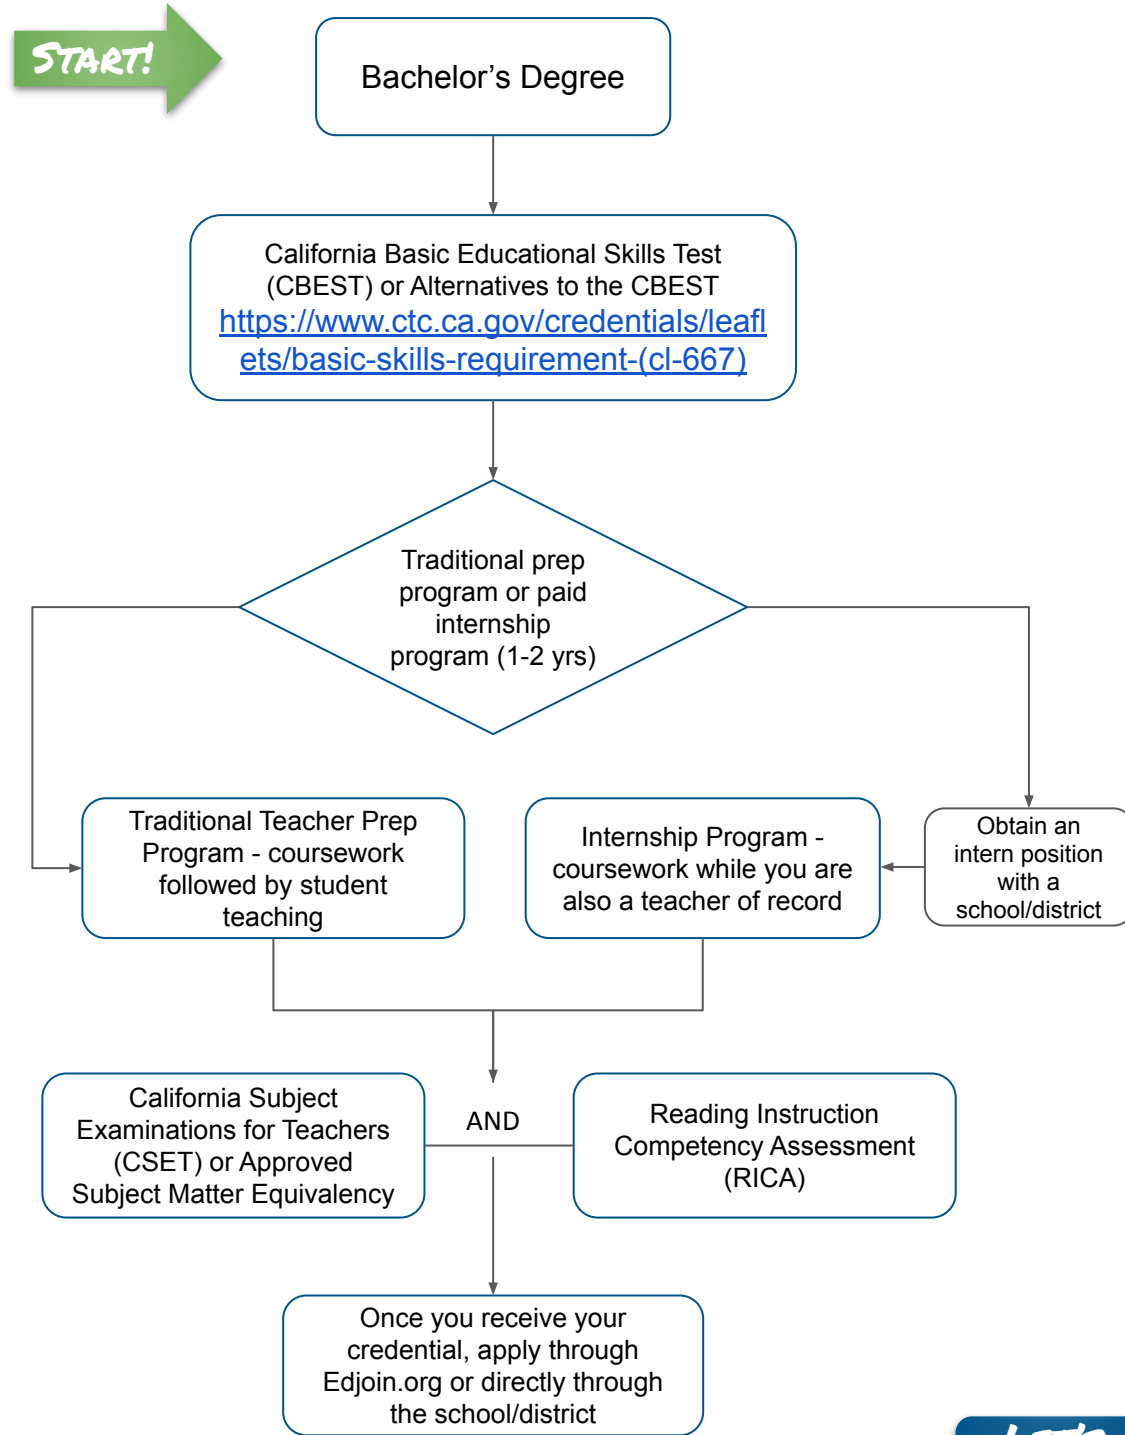 START!
Bachelor's Degree
California Basic Educational Skills Test
(CBEST) or Alternatives to the CBEST
https://www.ctc.ca.gov/credentials/leafl
ets/basic-skills-requirement-(cl-667)
Traditional prep
program or paid
internship
program (1-2 yrs)
Traditional Teacher Prep
Program - coursework
followed by student
teaching
Internship Program -
coursework while you are
also a teacher of record
Obtain an
intern position
with a
school/district
California Subject
Examinations for Teachers
(CSET) or Approved
Subject Matter Equivalency
AND
Reading Instruction
Competency Assessment
(RICA)
Once you receive your
credential, apply through
Edjoin.org or directly through
the school/district